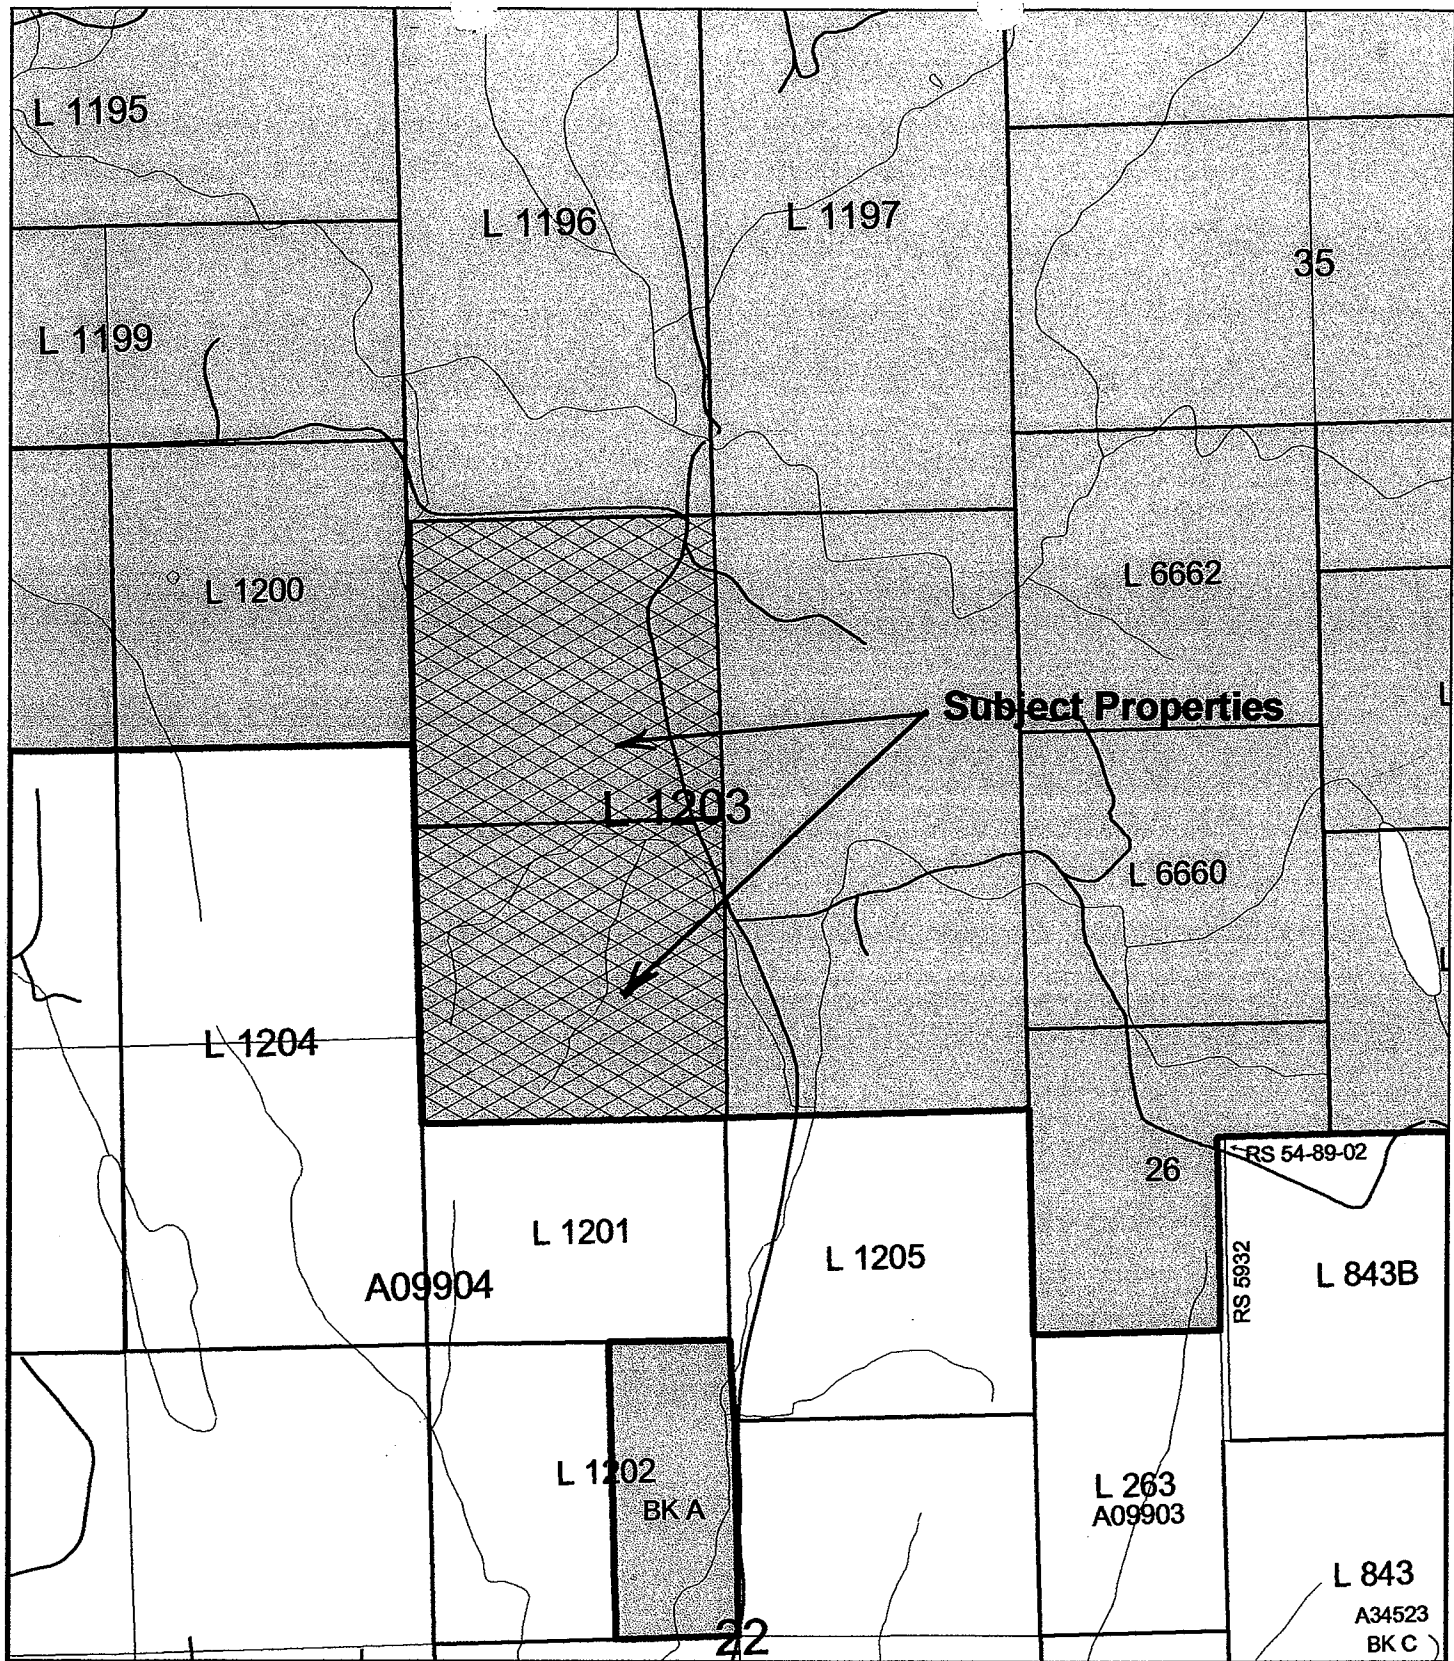 L 1195
L 1196
L 1197
35
L 1199
L 1200
L 6662
L
Subject Properties
L 1203
L 6660
L
L 1204
RS 54-89-02
26
L 1201
L 1205
RS 5932
L 843B
A09904
L 1202
BK A
L 263
A09903
L 843
A34523
BK C
22